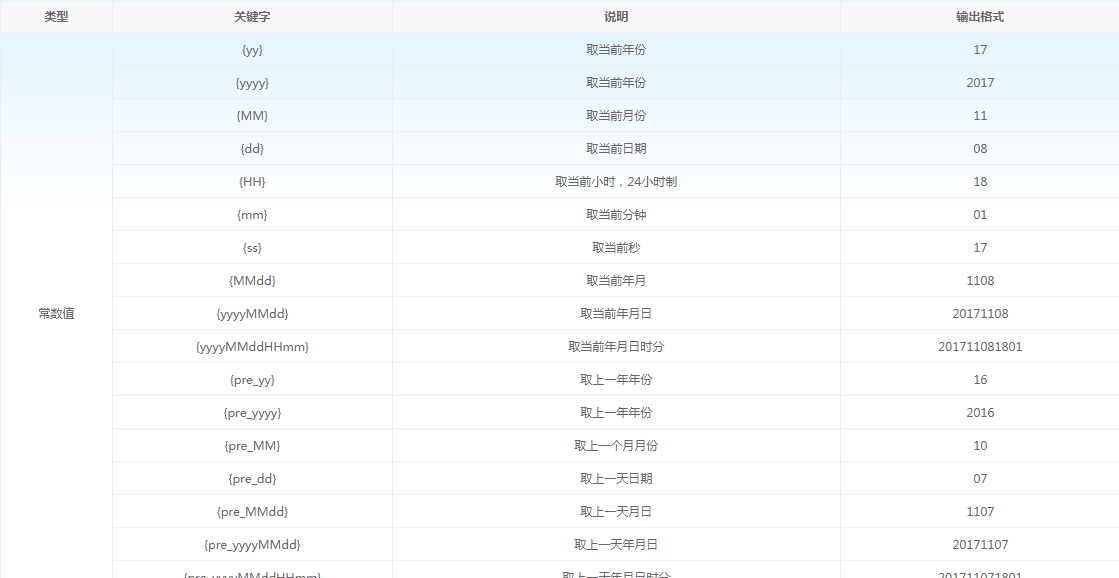 类型 关键字 说明 输出格式
{yy} 取当前年份 17
{yyyy} 取当前年份 2017
{MM} 取当前月份 11
{dd} 取当前日期 08
{HH} 取当前小时，24小时制 18
{mm} 取当前分钟 01
{ss} 取当前秒 17
{MMdd} 取当前年月 1108
常数值 {yyyyMMdd} 取当前年月日 20171108
{yyyyMMddHHmm} 取当前年月日时分 201711081801
{pre_yy} 取上一年年份 16
{pre_yyyy} 取上一年年份 2016
{pre_MM} 取上一个月月份 10
{pre_dd} 取上一天日期 07
{pre_MMdd} 取上一天月日 1107
{pre_yyyyMMdd} 取上一天年月日 20171107
{pre_yyyyMMddHHmm} 取上一天年月日时分 201711071801